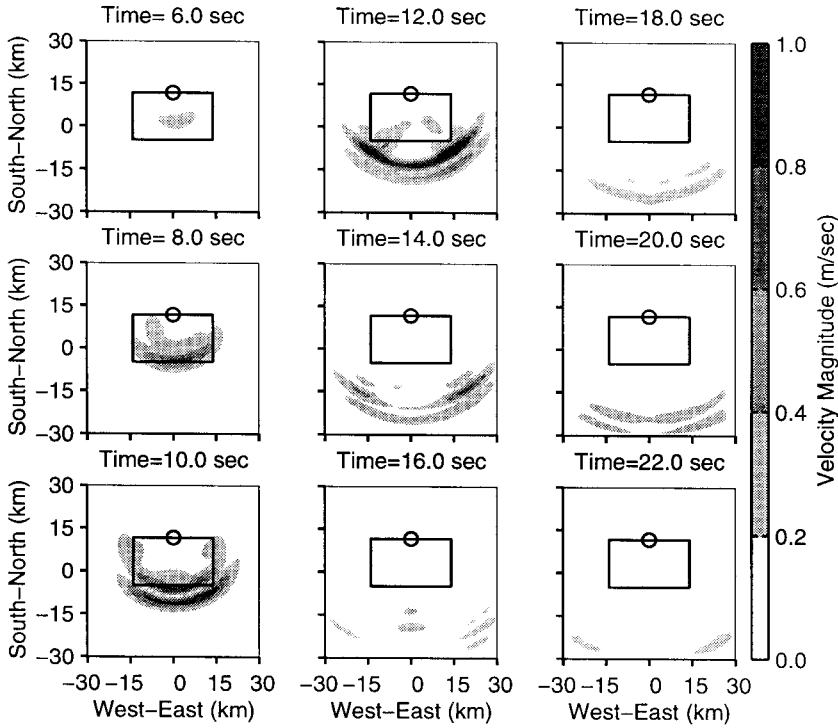 Time= 6.0 sec
Time=12.0 sec
Time=18.0 sec
South−North (km)
30
15
0
−15
−30
Time= 8.0 sec
Time=14.0 sec
Time=20.0 sec
South−North (km)
30
15
0
−15
−30
Time=10.0 sec
Time=16.0 sec
Time=22.0 sec
South−North (km)
30
15
0
−15
−30
−30 −15 0 15 30
−30 −15 0 15 30
−30 −15 0 15 30
West−East (km)
West−East (km)
West−East (km)
1.0
0.8
0.6
0.4
0.2
0.0
Velocity Magnitude (m/sec)